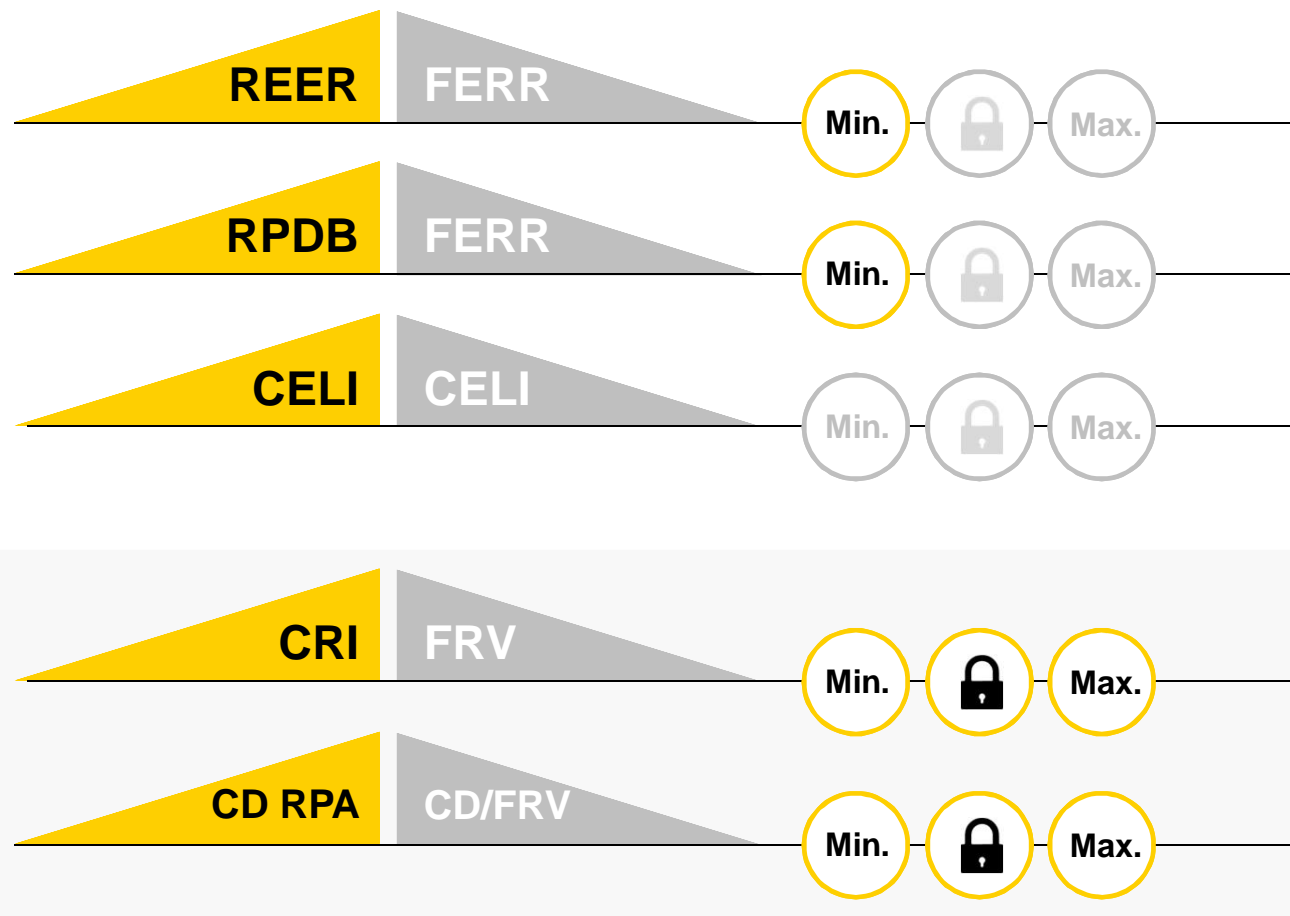 REER FERR Min. Max.
RPDB FERR Min. Max.
CELI CELI Min. Max.
CRI FRV Min. Max.
CD RPA CD/FRV Min. Max.